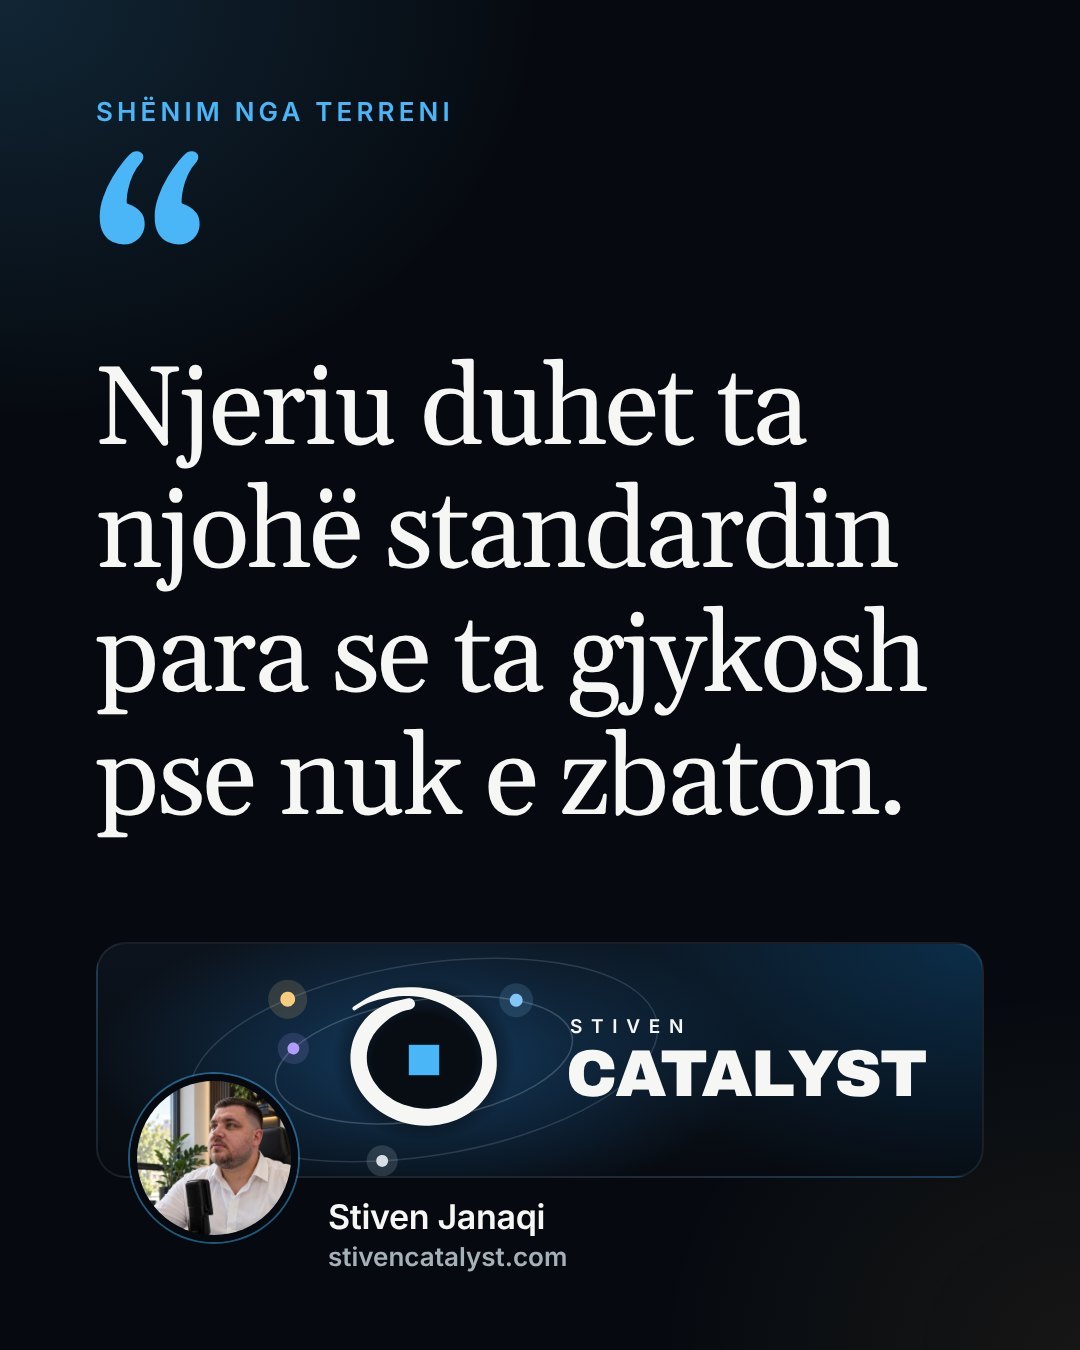 SHËNIM NGA TERRENI
“
Njeriu duhet ta
njohë standardin
para se ta gjykosh
pse nuk e zbaton.
STIVEN
CATALYST
Stiven Janaqi
stivencatalyst.com